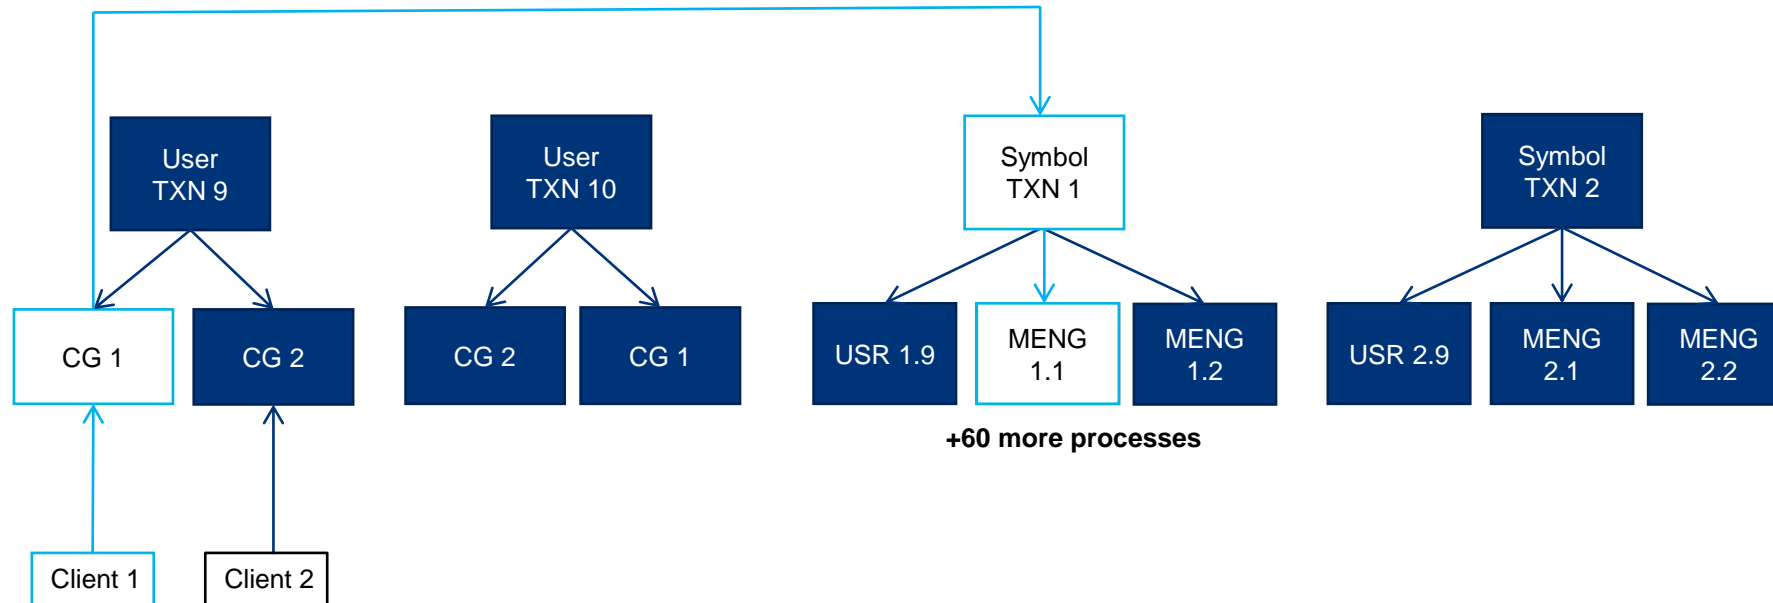 User
TXN 9
User
TXN 10
Symbol
TXN 1
Symbol
TXN 2
CG 1
CG 2
CG 2
CG 1
USR 1.9
MENG
1.1
MENG
1.2
USR 2.9
MENG
2.1
MENG
2.2
+60 more processes
Client 1
Client 2